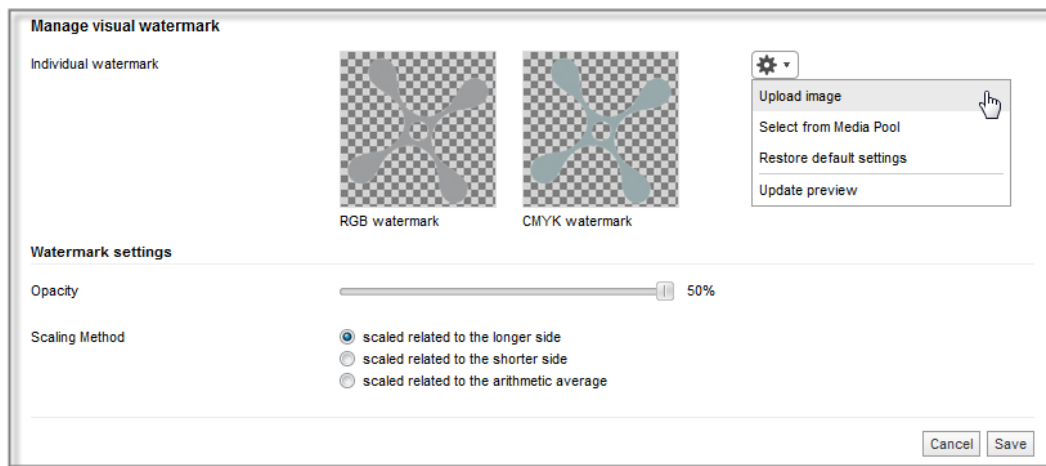 Manage visual watermark
Individual watermark
Upload image
Select from Media Pool
Restore default settings
Update preview
RGB watermark
CMYK watermark
Watermark settings
Opacity
50%
Scaling Method
scaled related to the longer side
scaled related to the shorter side
scaled related to the arithmetic average
Cancel
Save